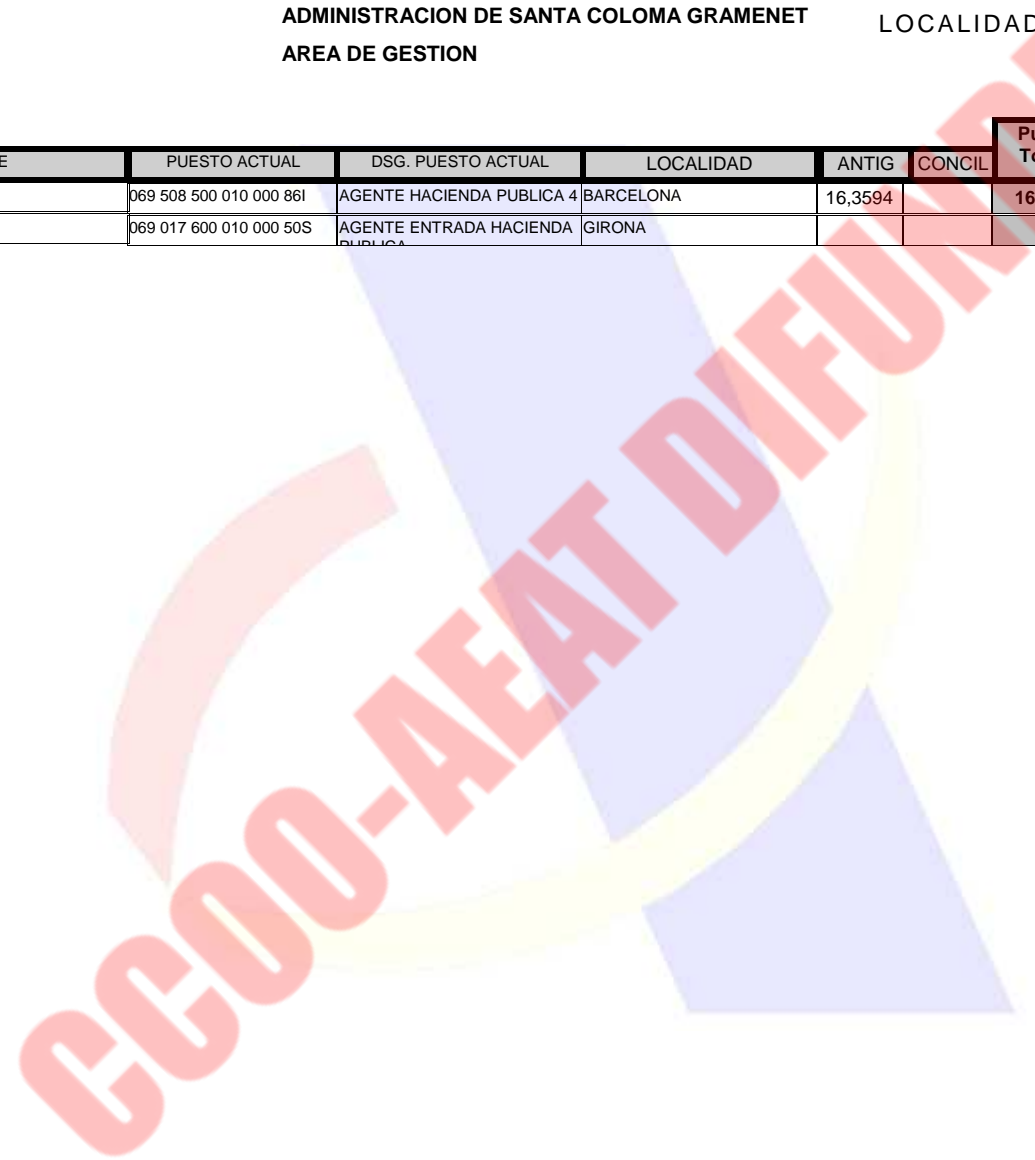 ADMINISTRACION DE SANTA COLOMA GRAMENET
LOCALIDAD
AREA DE GESTION
E PUESTO ACTUAL DSG. PUESTO ACTUAL LOCALIDAD ANTIG CONCIL
069 508 500 010 000 86I AGENTE HACIENDA PUBLICA 4 BARCELONA 16,3594 16
069 017 600 010 000 50S AGENTE ENTRADA HACIENDA GIRONA
PUBLICA
CCOO-AEAT